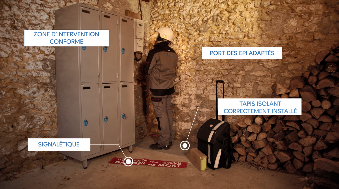 ZONE D'INTERVENTION
CONFORME
PORT DES EPI ADAPTÉS
TAPIS ISOLANT
CORRECTEMENT INSTALLÉ
SIGNALÉTIQUE